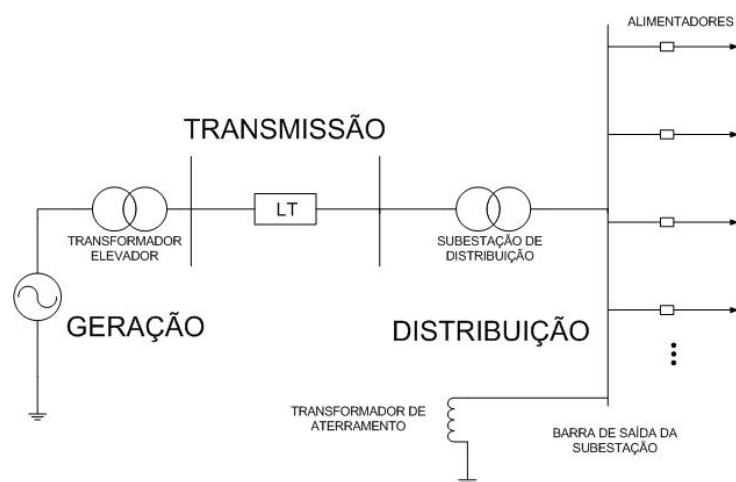 ALIMENTADORES
TRANSMISSÃO
LT
TRANSFORMADOR
ELEVADOR
SUBESTAÇÃO DE
DISTRIBUIÇÃO
GERAÇÃO
DISTRIBUIÇÃO
TRANSFORMADOR DE
ATERRAMENTO
BARRA DE SAÍDA DA
SUBESTAÇÃO